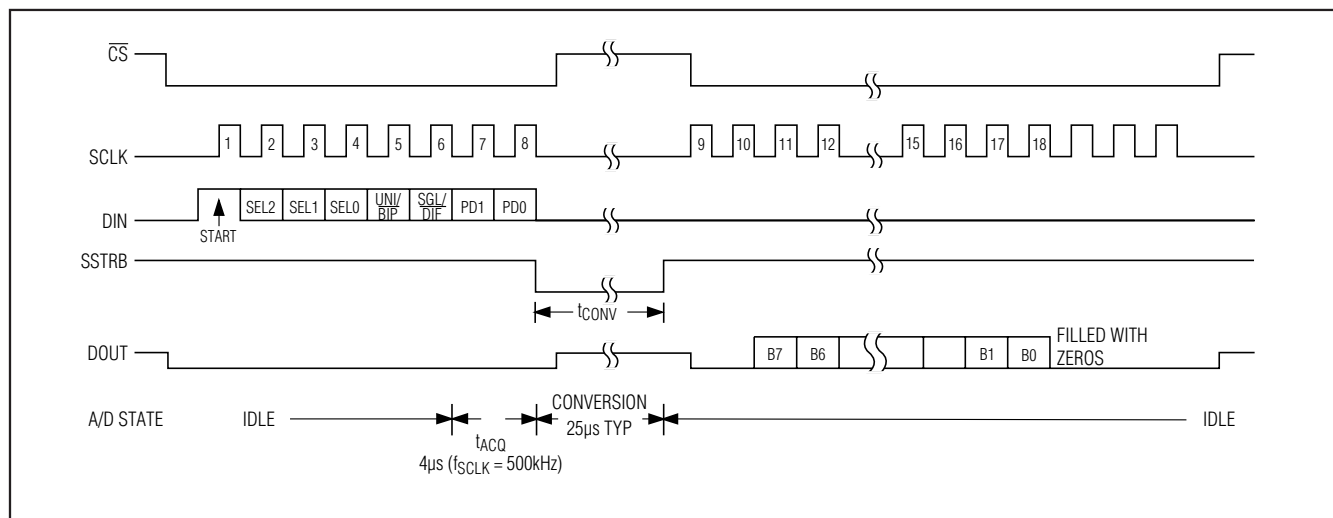 CS
SCLK
1 2 3 4 5 6 7 8 9 10 11 12 15 16 17 18
DIN
START
SEL2 SEL1 SEL0 UNI/BIP SGL/DIF PD1 PD0
SSTRB
tCONV
DOUT
B7 B6 B1 B0
FILLED WITH
ZEROS
A/D STATE
IDLE
tACQ
4µs (fSCLK = 500kHz)
CONVERSION
25µs TYP
IDLE